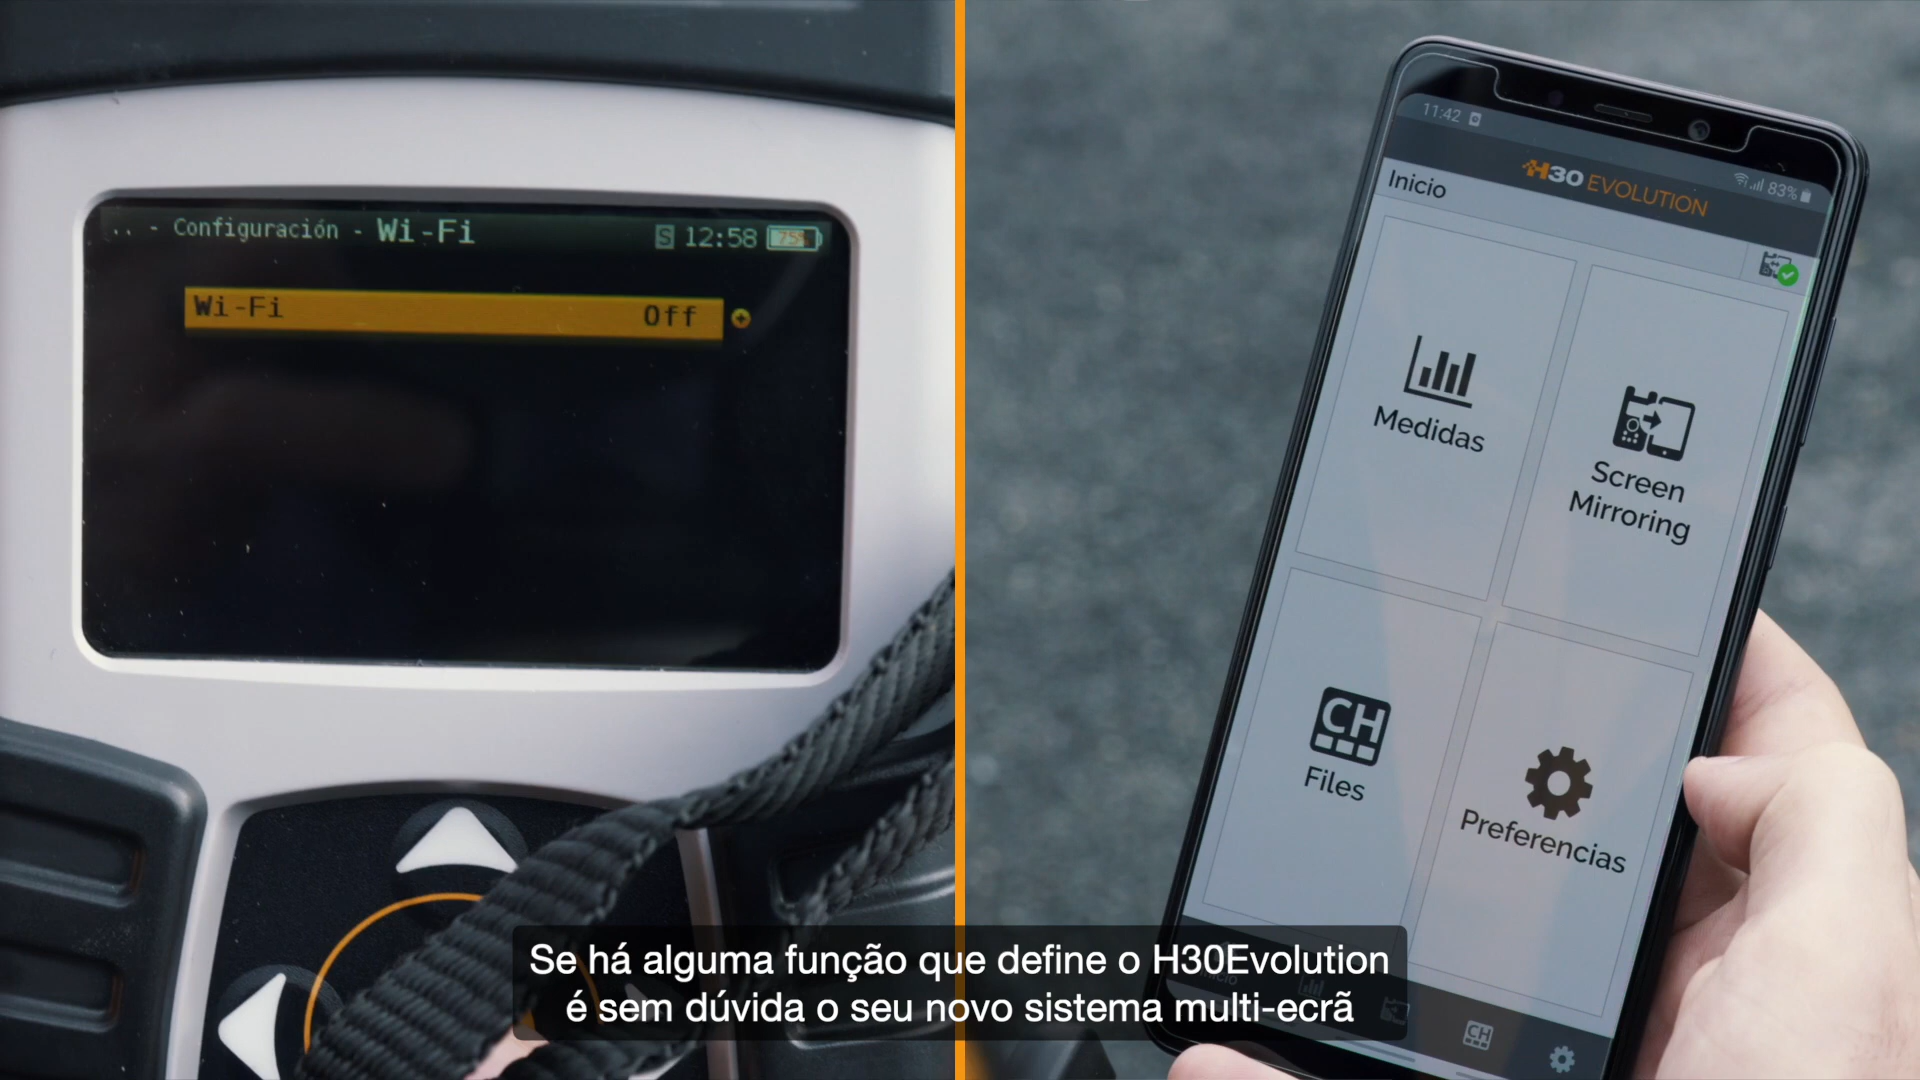 .. - Configuración - Wi-Fi
S 12:58 75%
Wi-Fi Off
11:42
83%
H30 EVOLUTION
Inicio
Medidas
Screen
Mirroring
CH
Files
Preferencias
CH
Se há alguma função que define o H30Evolution
é sem dúvida o seu novo sistema multi-ecrã